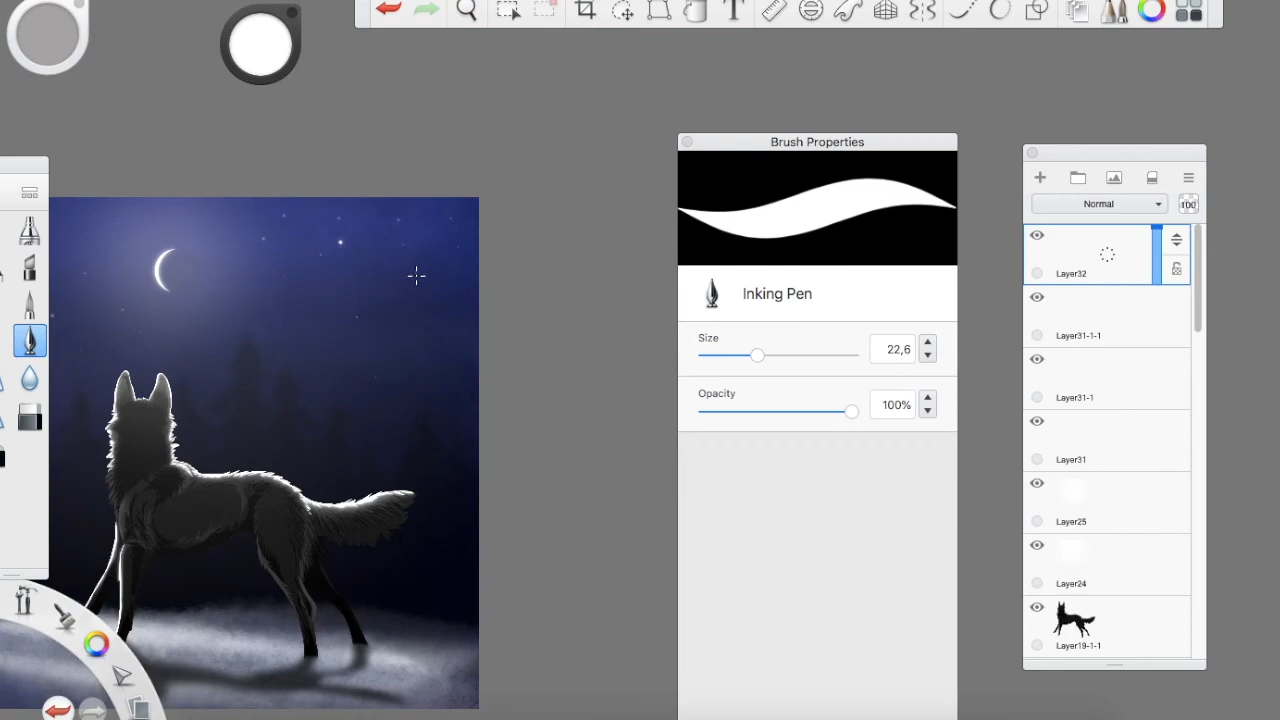 T
Brush Properties
Inking Pen
Size
22,6
Opacity
100%
Normal
100
Layer32
Layer31-1-1
Layer31-1
Layer31
Layer25
Layer24
Layer19-1-1